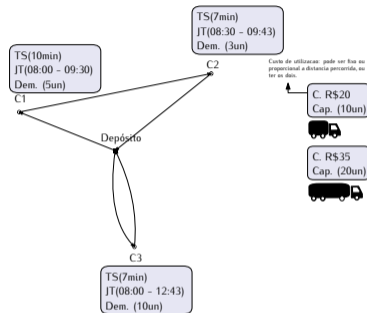 TS(7min)
JT(08:30 - 09:43)
Dem. (3un)
C2
TS(10min)
JT(08:00 - 09:30)
Dem. (5un)
C1
Custo de utilizacao: pode ser fixo ou
proporcional a distancia percorrida, ou
ter os dois.
C. R$20
Cap. (10un)
C. R$35
Cap. (20un)
Depósito
C3
TS(7min)
JT(08:00 - 12:43)
Dem. (10un)